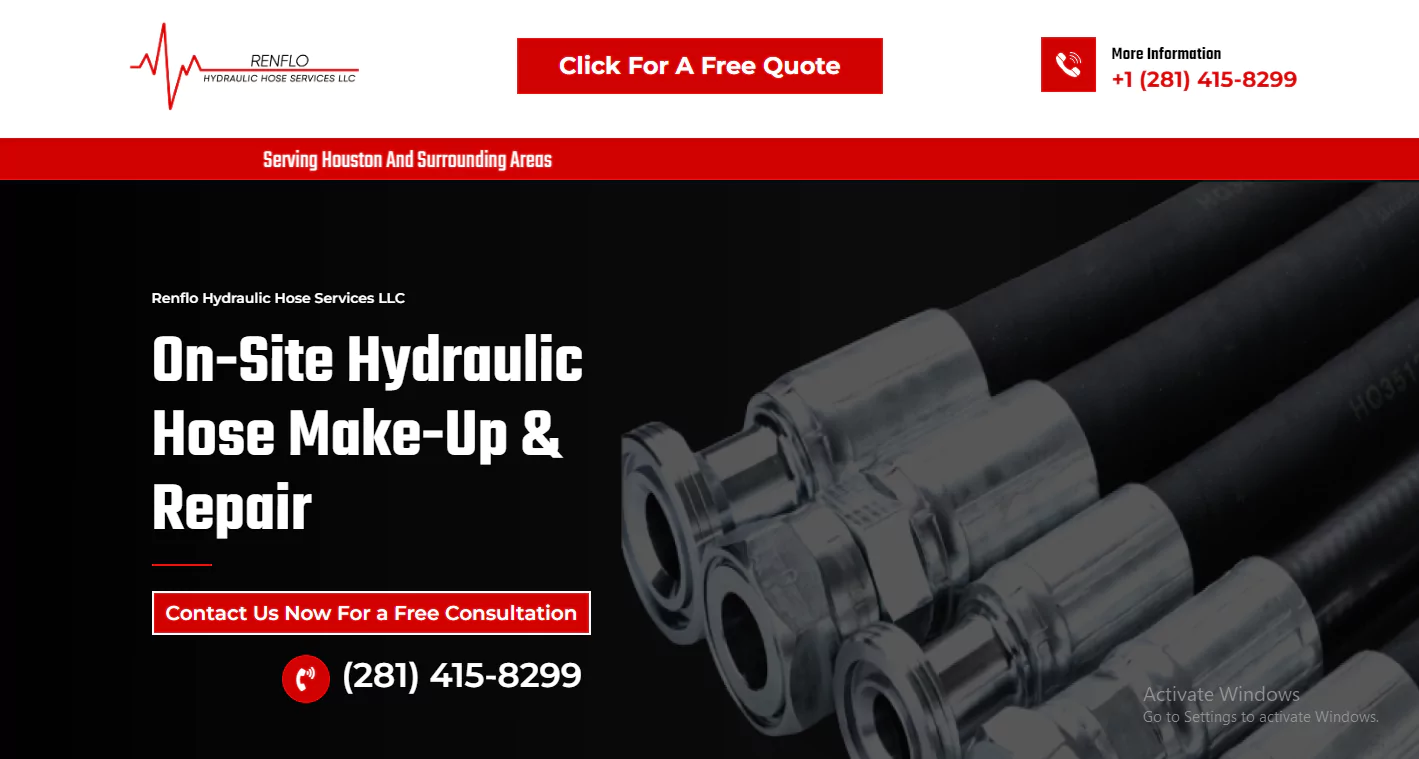 RENFLO
HYDRAULIC HOSE SERVICES LLC
Click For A Free Quote
More Information
+1 (281) 415-8299
Serving Houston And Surrounding Areas
Renflo Hydraulic Hose Services LLC
On-Site Hydraulic
Hose Make-Up &
Repair
Contact Us Now For a Free Consultation
(281) 415-8299
Activate Windows
Go to Settings to activate Windows.